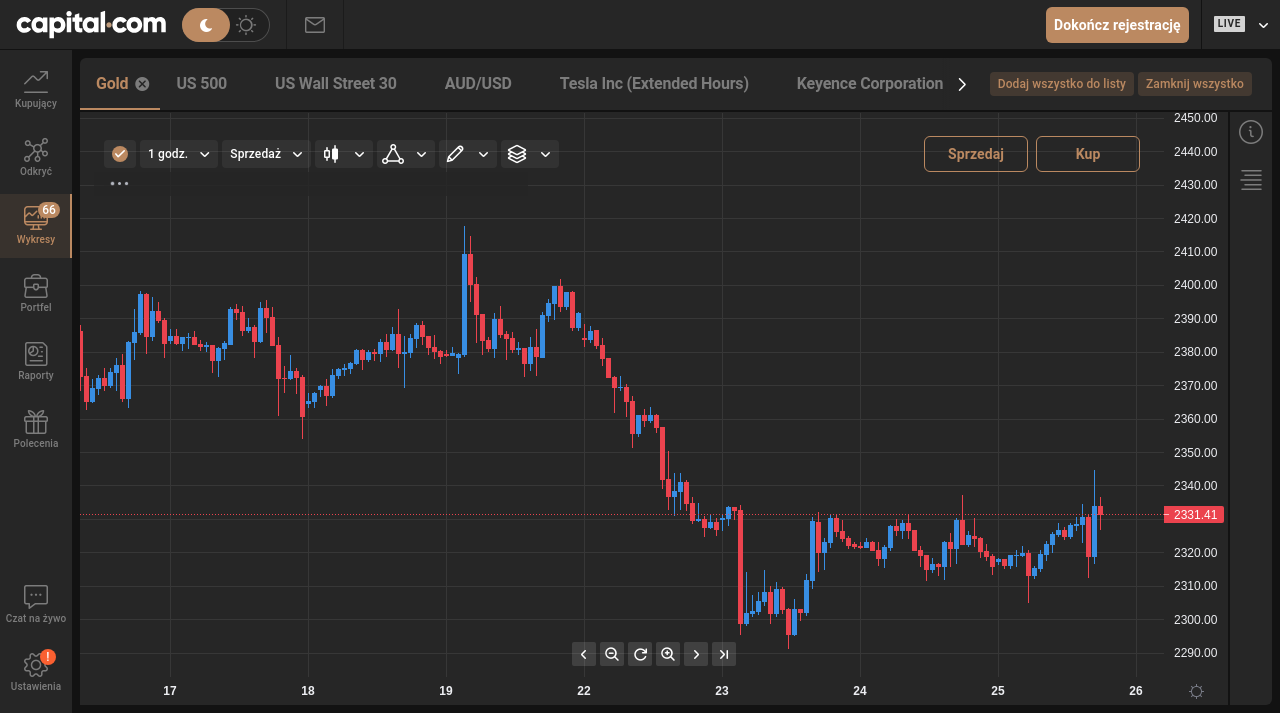 capital.com
Dokończ rejestrację
LIVE
Kupujący
Odkryć
66
Wykresy
Portfel
Raporty
Polecenia
Czat na żywo
!
Ustawienia
Gold
US 500
US Wall Street 30
AUD/USD
Tesla Inc (Extended Hours)
Keyence Corporation
Dodaj wszystko do listy
Zamknij wszystko
1 godz.
Sprzedaż
Sprzedaj
Kup
2450.00
2440.00
2430.00
2420.00
2410.00
2400.00
2390.00
2380.00
2370.00
2360.00
2350.00
2340.00
2331.41
2320.00
2310.00
2300.00
2290.00
17
18
19
22
23
24
25
26